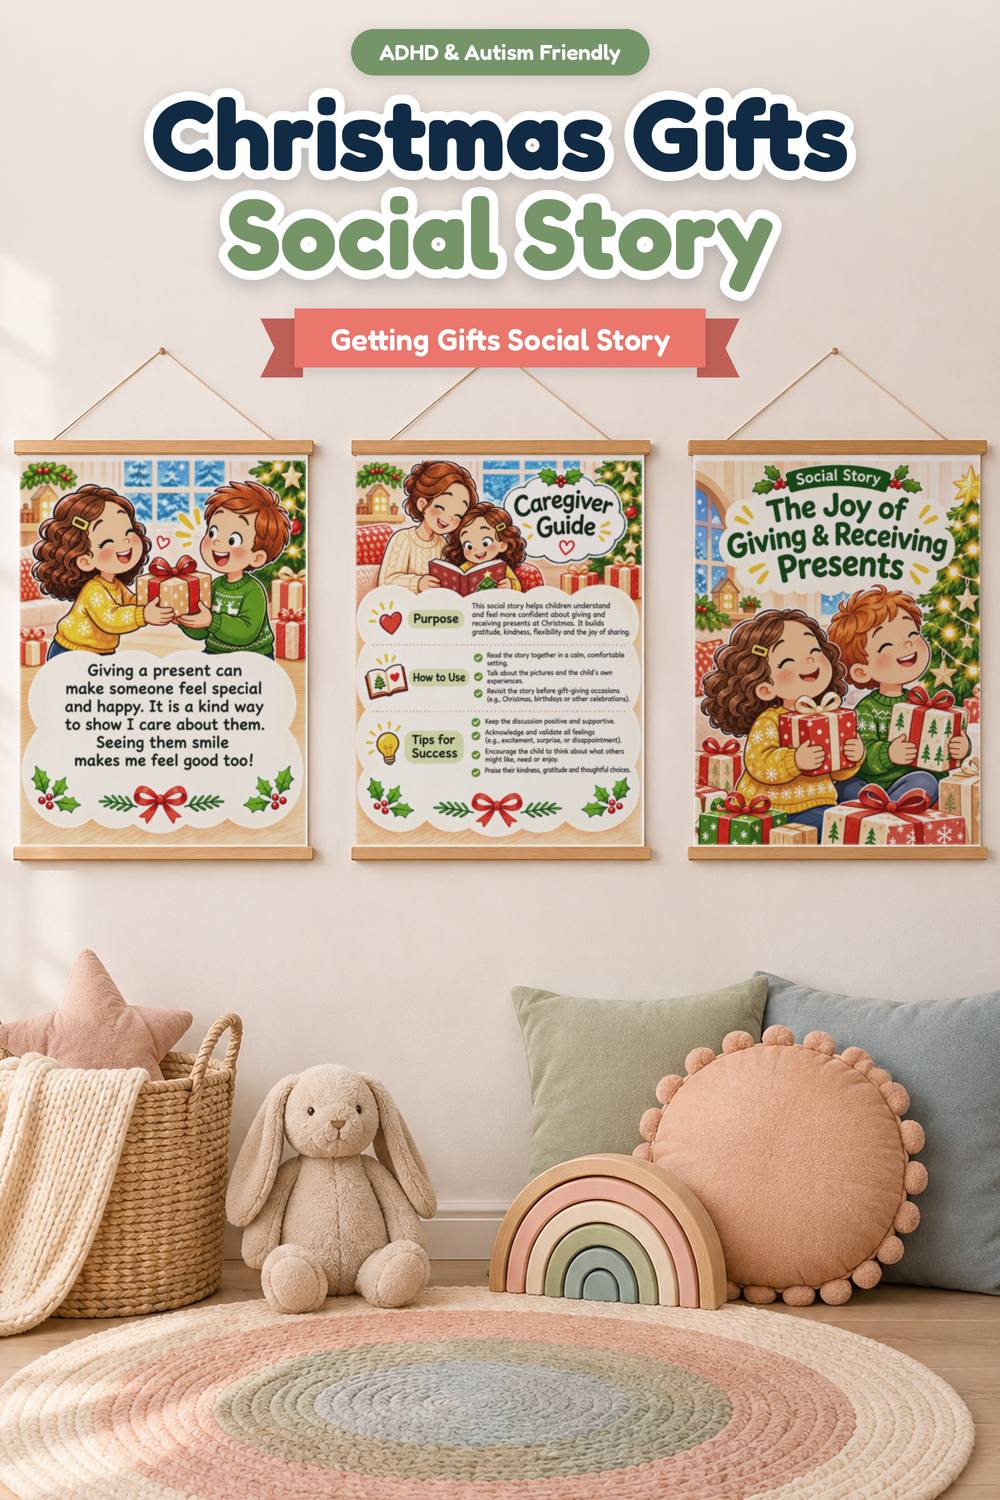 ADHD & Autism Friendly
Christmas Gifts
Social Story
Getting Gifts Social Story
Giving a present can
make someone feel special
and happy. It is a kind way
to show I care about them.
Seeing them smile
makes me feel good too!
Caregiver
Guide
Purpose
This social story helps children understand
and feel more confident about giving and
receiving presents at Christmas. It builds
gratitude, kindness, flexibility and the joy of sharing.
How to Use
Read the story together in a calm, comfortable
setting.
Talk about the pictures and the child's own
experiences.
Revisit the story before gift-giving occasions
(e.g., Christmas, birthdays or other celebrations).
Tips for
Success
Keep the discussion positive and supportive.
Acknowledge and validate all feelings
(e.g., excitement, surprise, or disappointment).
Encourage the child to think about what others
might like, need or enjoy.
Praise their kindness, gratitude and thoughtful choices.
Social Story
The Joy of
Giving & Receiving
Presents